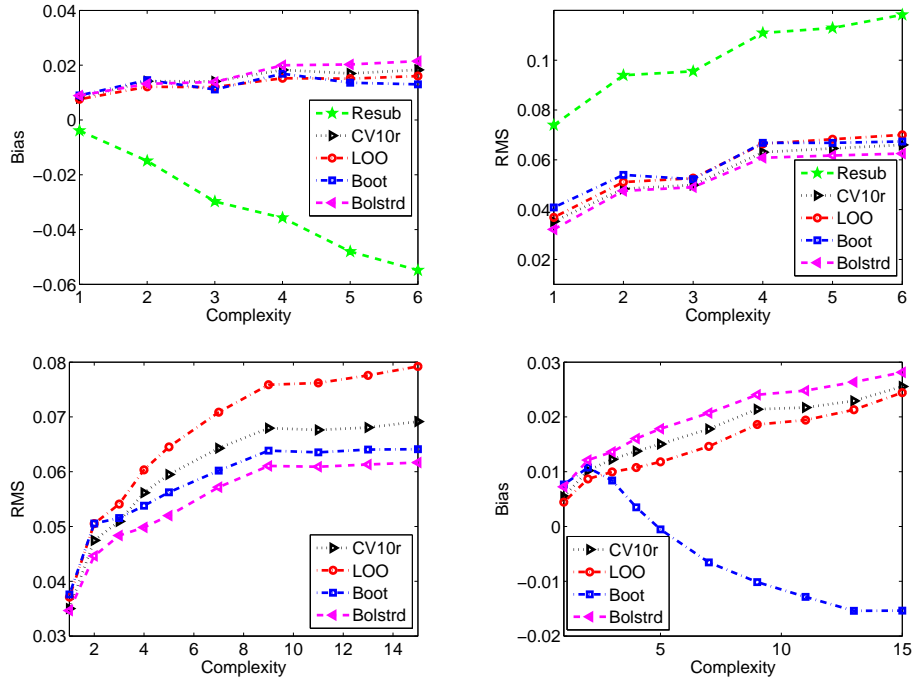 0.04
0.02
0
−0.02
−0.04
−0.06
Bias
1 2 3 4 5 6
Complexity
Resub
CV10r
LOO
Boot
Bolstrd
0.1
0.08
0.06
0.04
0.02
RMS
1 2 3 4 5 6
Complexity
Resub
CV10r
LOO
Boot
Bolstrd
0.08
0.07
0.06
0.05
0.04
0.03
RMS
2 4 6 8 10 12 14
Complexity
CV10r
LOO
Boot
Bolstrd
0.03
0.02
0.010
0
−0.01
−0.02
Bias
5 10 15
Complexity
CV10r
LOO
Boot
Bolstrd